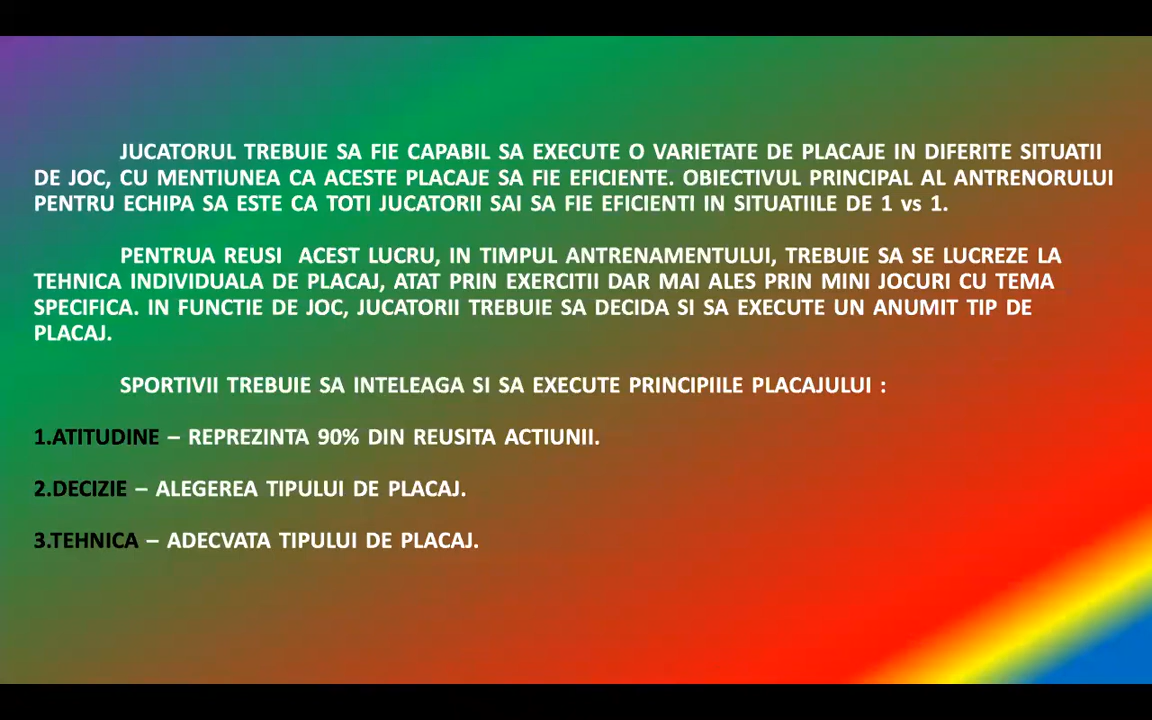 JUCATORUL TREBUIE SA FIE CAPABIL SA EXECUTE O VARIETATE DE PLACAJE IN DIFERITE SITUATII
DE JOC, CU MENTIUNEA CA ACESTE PLACAJE SA FIE EFICIENTE. OBIECTIVUL PRINCIPAL AL ANTRENORULUI
PENTRU ECHIPA SA ESTE CA TOTI JUCATORII SAI SA FIE EFICIENTI IN SITUATIILE DE 1 vs 1.
PENTRUA REUSI ACEST LUCRU, IN TIMPUL ANTRENAMENTULUI, TREBUIE SA SE LUCREZE LA
TEHNICA INDIVIDUALA DE PLACAJ, ATAT PRIN EXERCITII DAR MAI ALES PRIN MINI JOCURI CU TEMA
SPECIFICA. IN FUNCTIE DE JOC, JUCATORII TREBUIE SA DECIDA SI SA EXECUTE UN ANUMIT TIP DE
PLACAJ.
SPORTIVII TREBUIE SA INTELEAGA SI SA EXECUTE PRINCIPIILE PLACAJULUI :
1.ATITUDINE – REPREZINTA 90% DIN REUSITA ACTIUNII.
2.DECIZIE – ALEGEREA TIPULUI DE PLACAJ.
3.TEHNICA – ADECVATA TIPULUI DE PLACAJ.